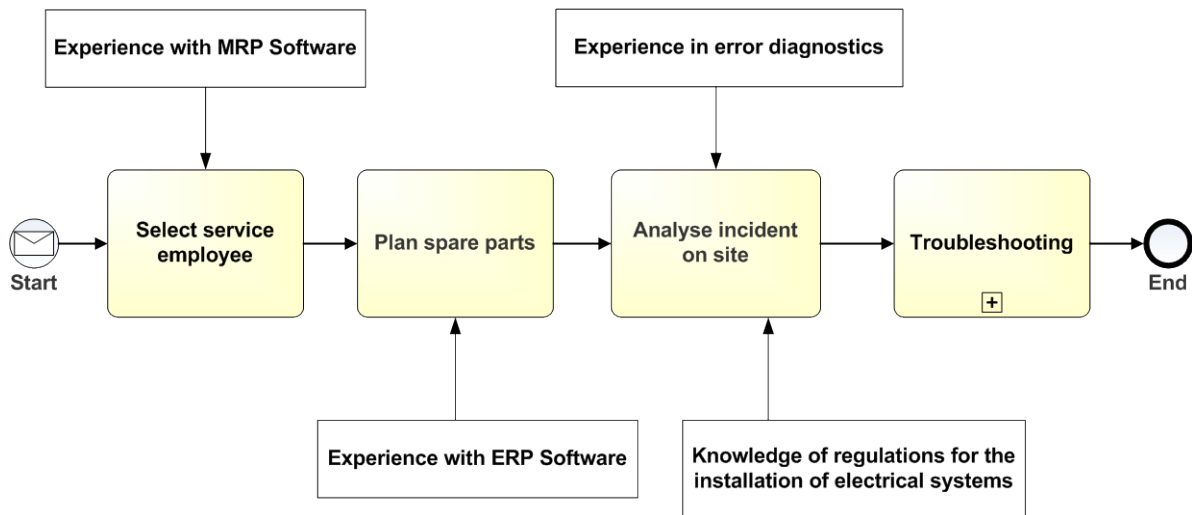 Experience with MRP Software
Experience in error diagnostics
Start
Select service
employee
Plan spare parts
Analyse incident
on site
Troubleshooting
End
Experience with ERP Software
Knowledge of regulations for the
installation of electrical systems